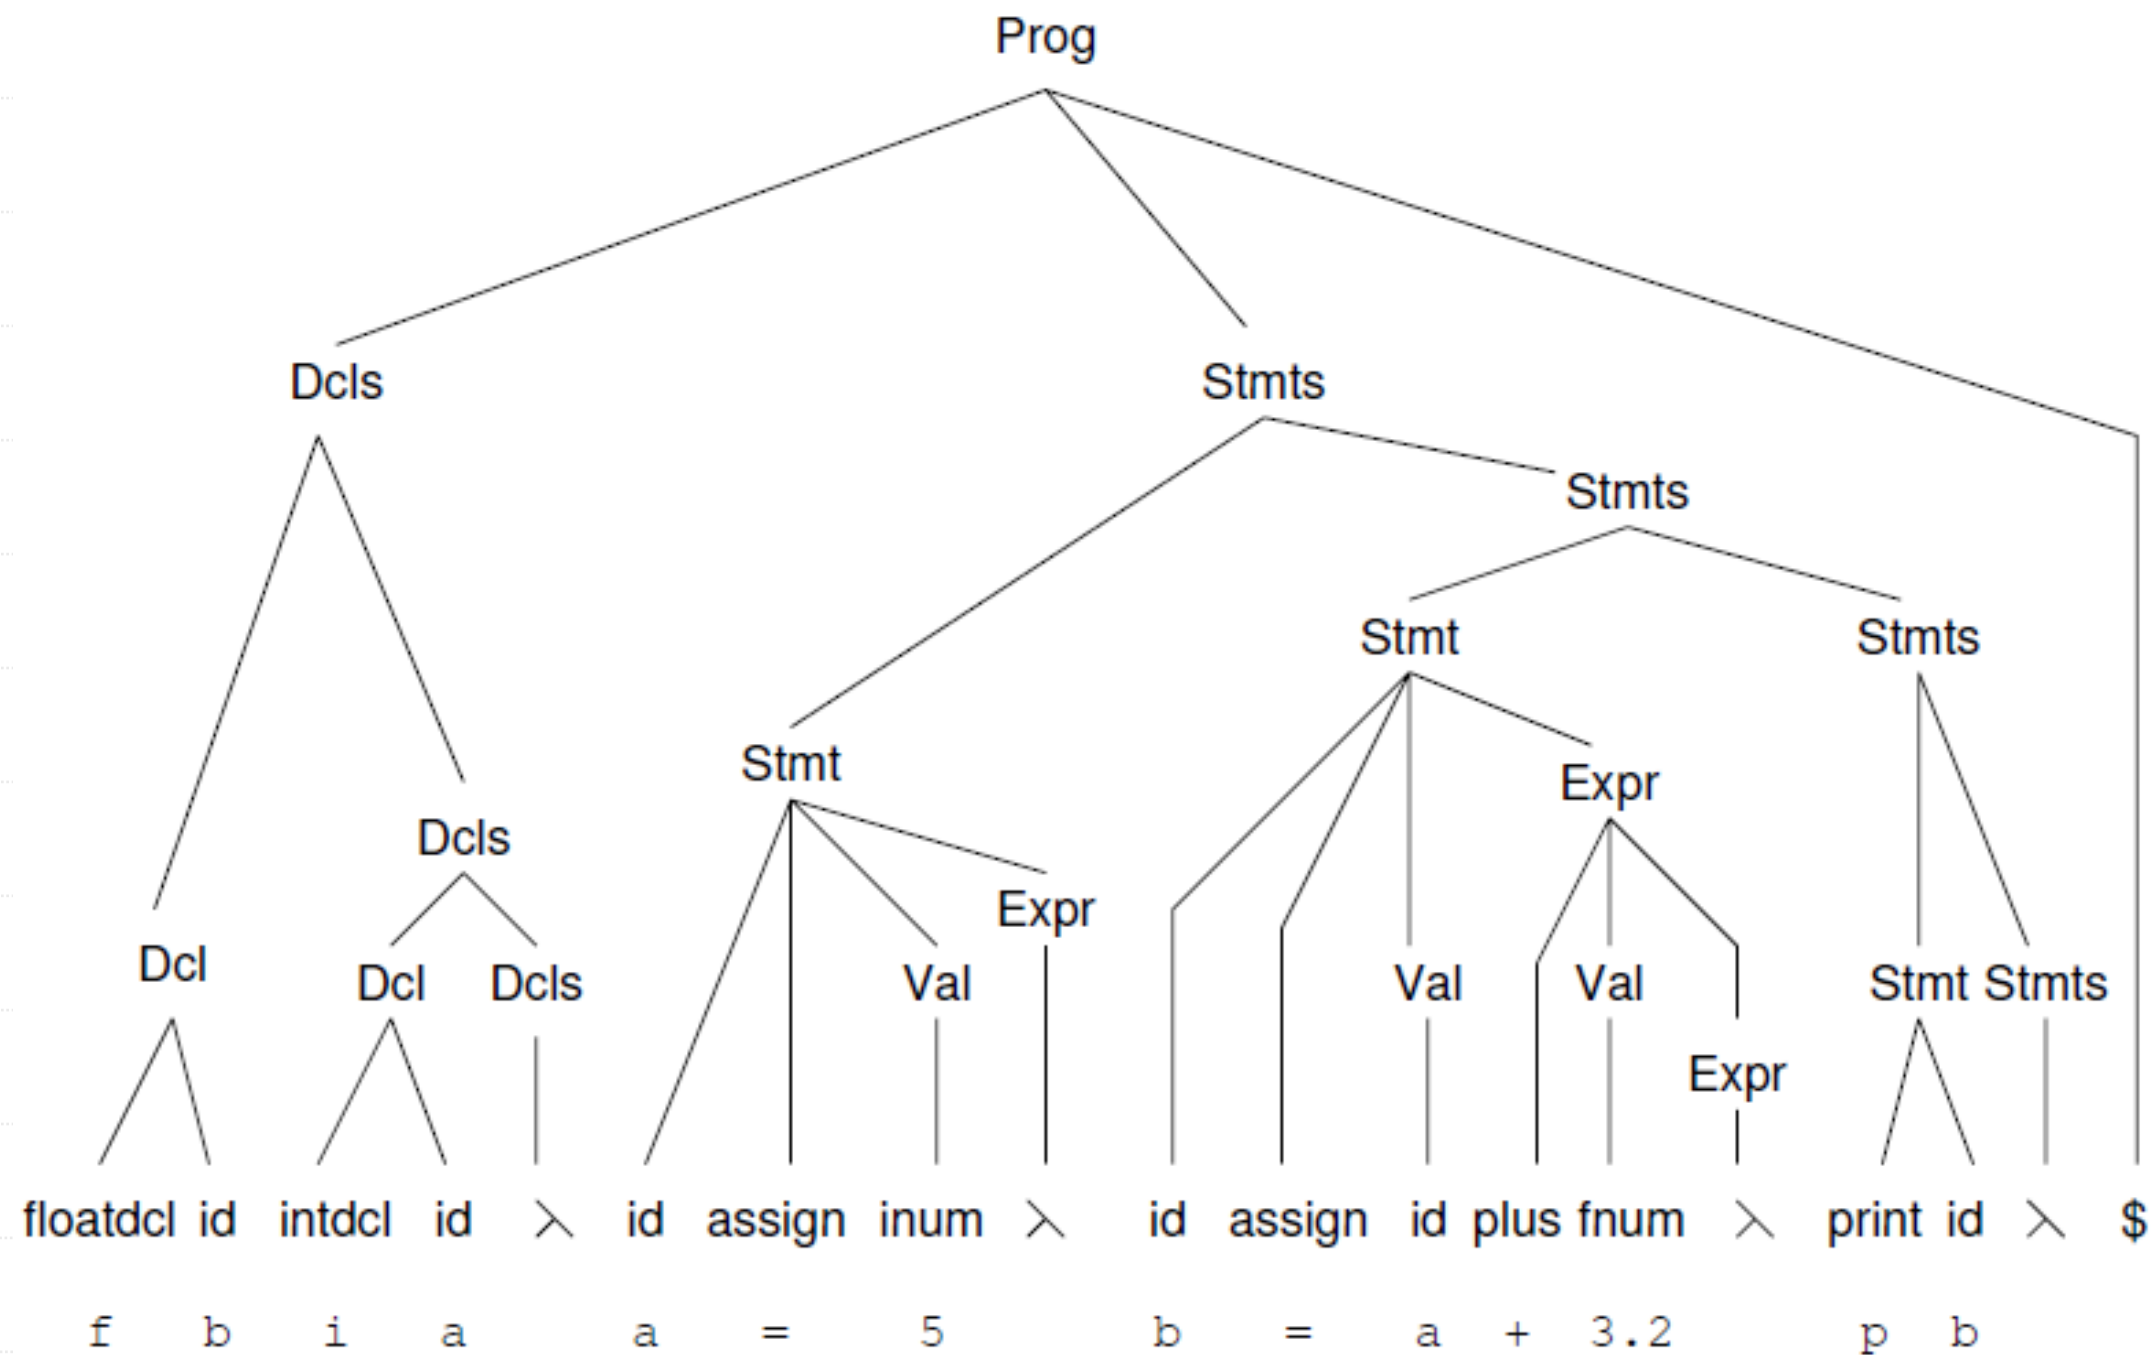 Prog
Dcls Stmts
Stmts
Stmt Stmts
Stmt
Expr
Dcls
Expr
Dcl Dcl Dcls Val Val Val Stmt Stmts
Expr
floatdcl id intdcl id λ id assign inum λ id assign id plus fnum λ print id λ $
f b i a a = 5 b = a + 3.2 p b